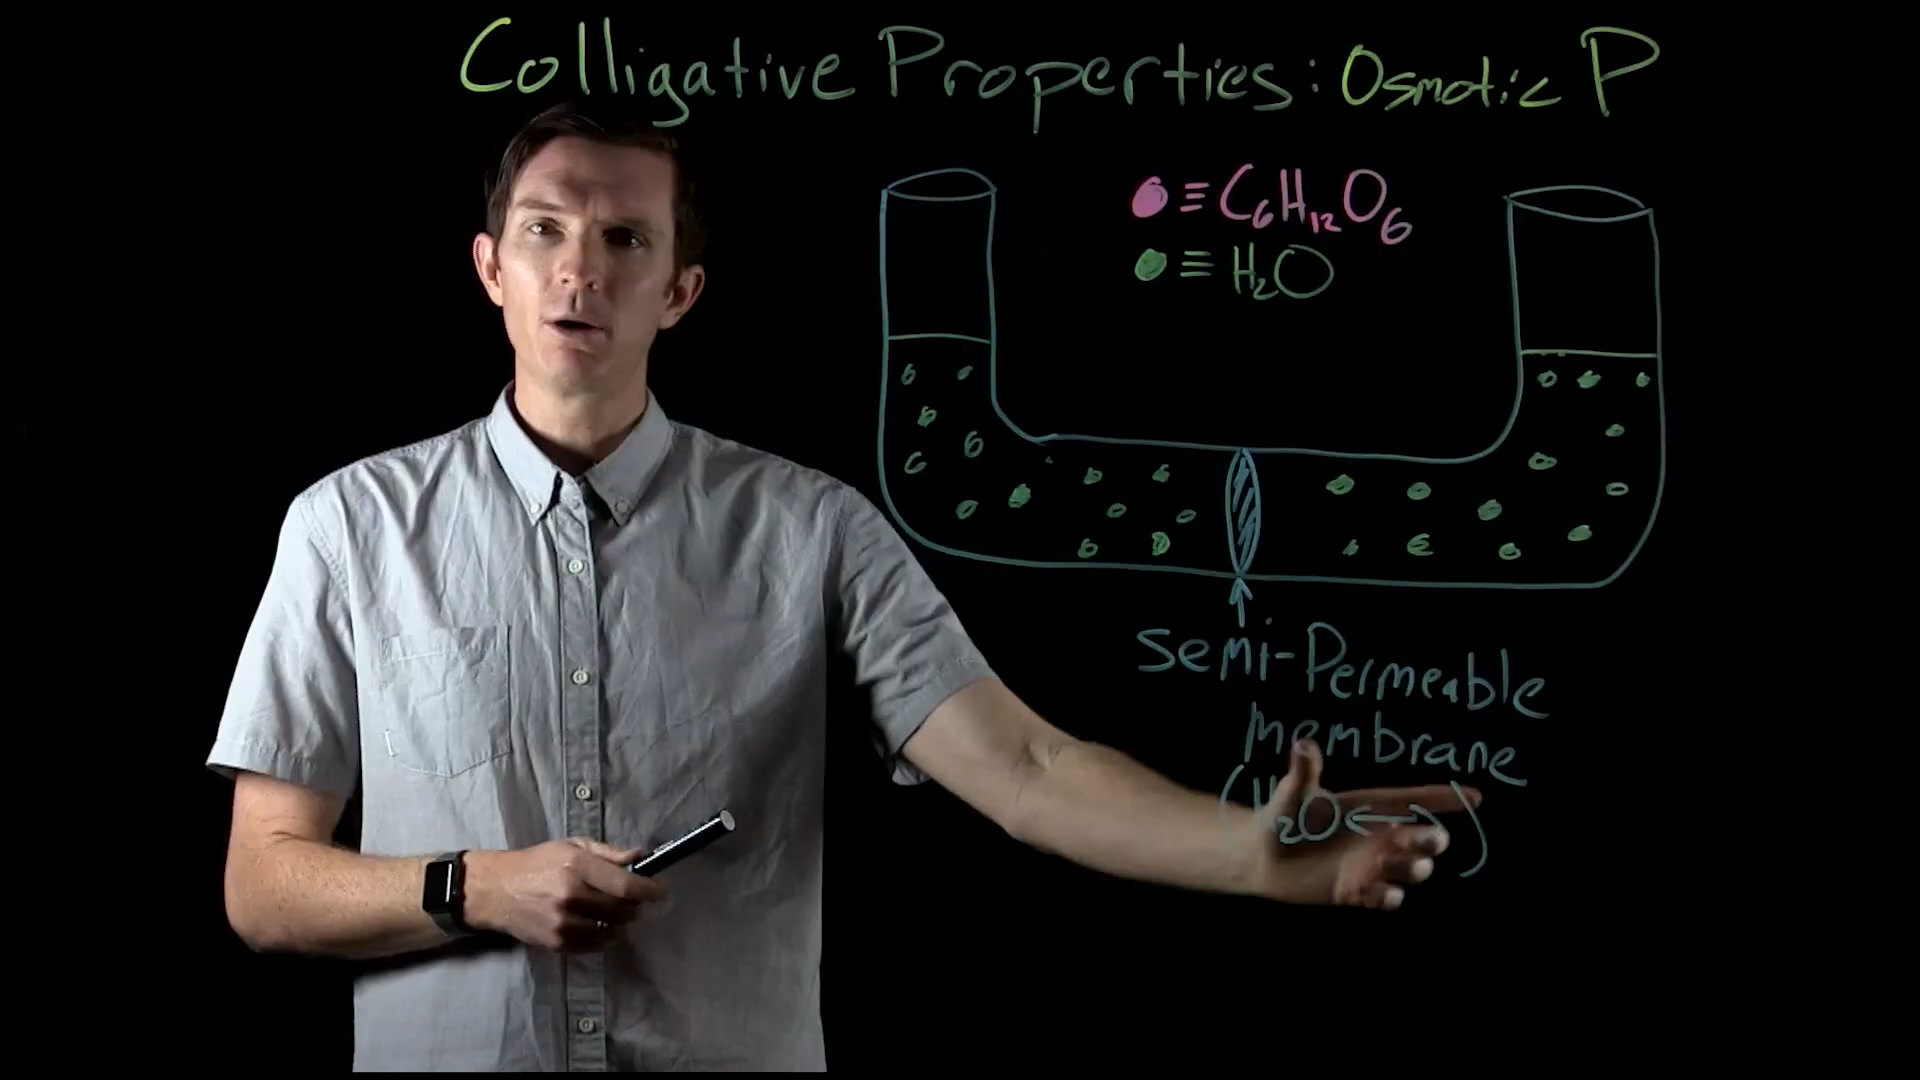 Colligative Properties: Osmotic P
≡ C₆H₁₂O₆
≡ H₂O
semi-Permeable
membrane
(H₂O ↔)